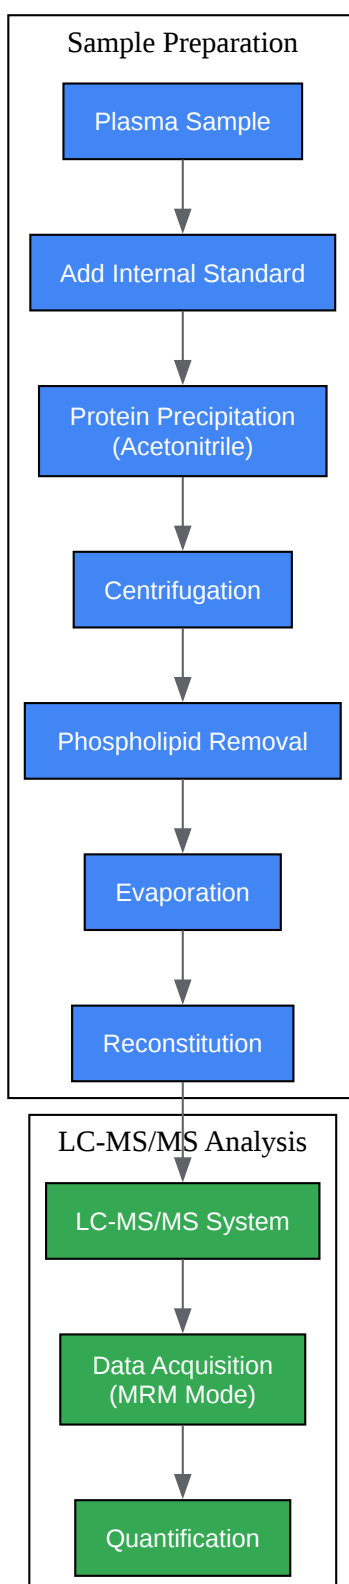 Sample Preparation
Plasma Sample
Add Internal Standard
Protein Precipitation
(Acetonitrile)
Centrifugation
Phospholipid Removal
Evaporation
Reconstitution
LC-MS/MS Analysis
LC-MS/MS System
Data Acquisition
(MRM Mode)
Quantification